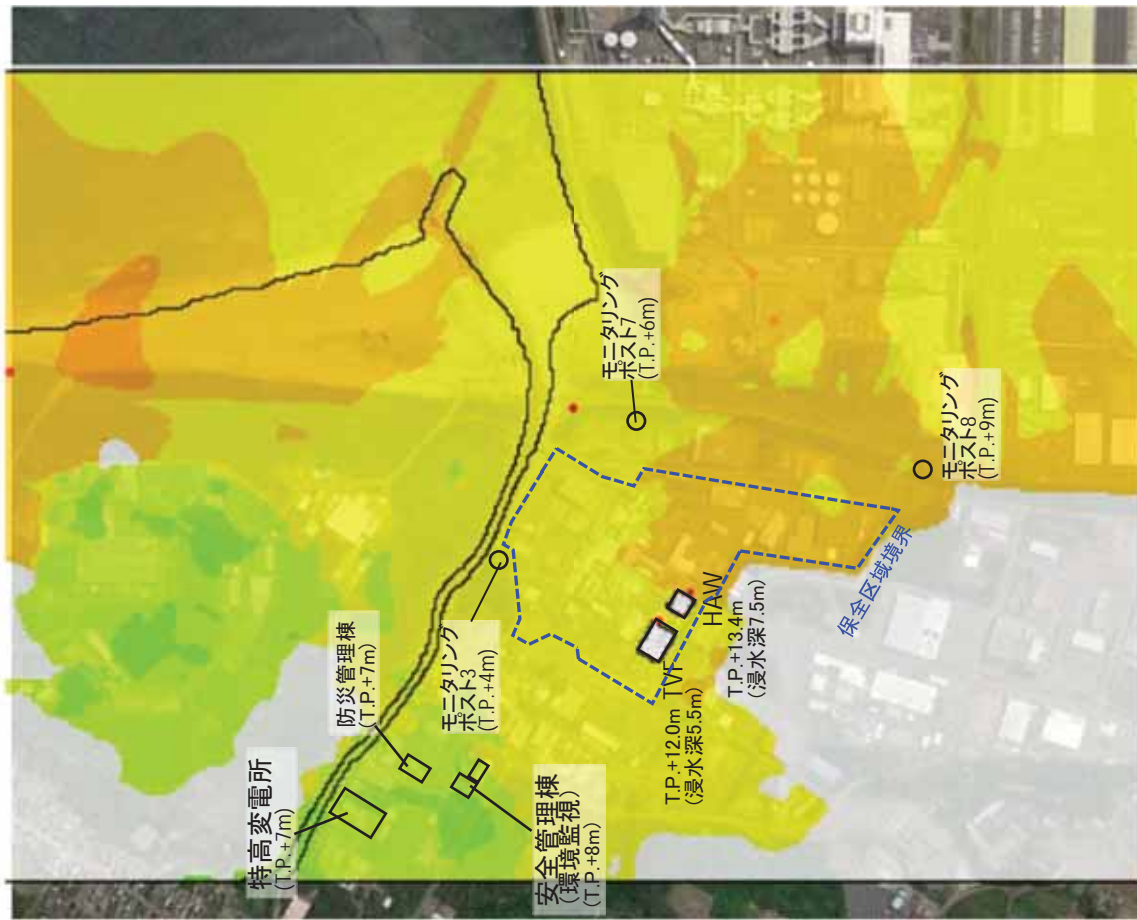 特高変電所
(T.P.+7m)
防災管理棟
(T.P.+7m)
安全管理棟
(環境監視)
(T.P.+8m)
モニタリング
ポスト3
(T.P.+4m)
モニタリング
ポスト7
(T.P.+6m)
モニタリング
ポスト8
(T.P.+9m)
TVF
T.P.+12.0m
(浸水深5.5m)
HAW
T.P.+13.4m
(浸水深7.5m)
保全区域境界